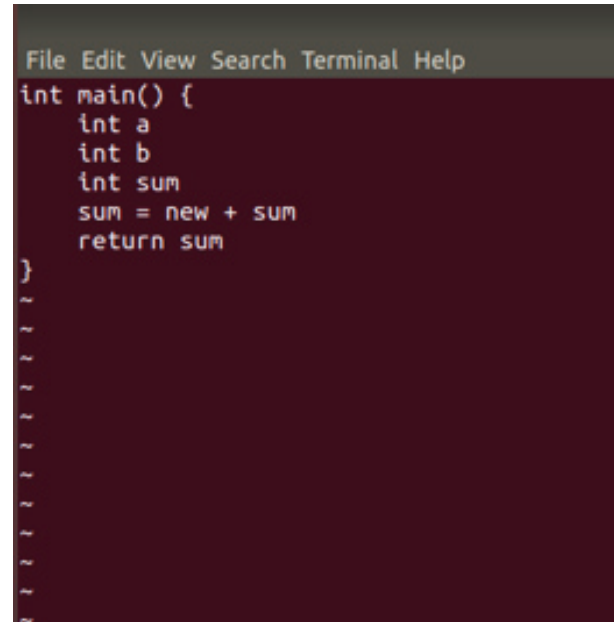 File Edit View Search Terminal Help
int main() {
    int a
    int b
    int sum
    sum = new + sum
    return sum
}
~
~
~
~
~
~
~
~
~
~
~
~